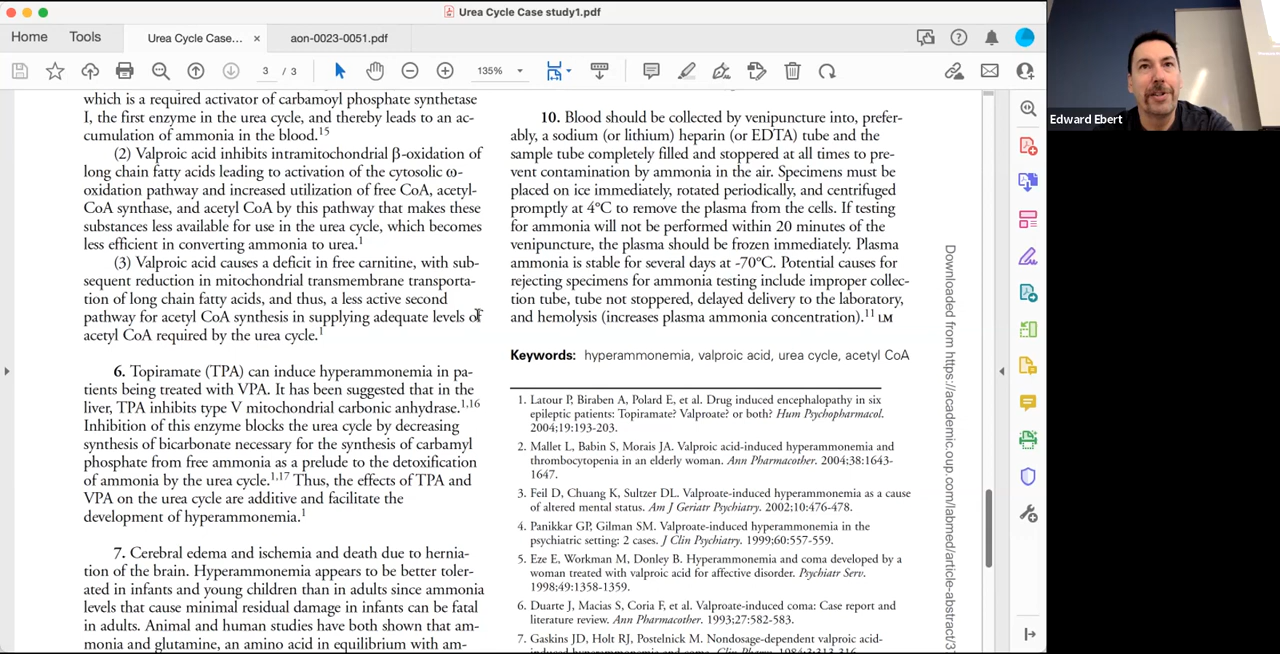 Urea Cycle Case study1.pdf
Home
Tools
Urea Cycle Case... ×
aon-0023-0051.pdf
3 / 3
135%
which is a required activator of carbamoyl phosphate synthetase
I, the first enzyme in the urea cycle, and thereby leads to an ac-
cumulation of ammonia in the blood.15
(2) Valproic acid inhibits intramitochondrial β-oxidation of
long chain fatty acids leading to activation of the cytosolic ω-
oxidation pathway and increased utilization of free CoA, acetyl-
CoA synthase, and acetyl CoA by this pathway that makes these
substances less available for use in the urea cycle, which becomes
less efficient in converting ammonia to urea.1
(3) Valproic acid causes a deficit in free carnitine, with sub-
sequent reduction in mitochondrial transmembrane transporta-
tion of long chain fatty acids, and thus, a less active second
pathway for acetyl CoA synthesis in supplying adequate levels of
acetyl CoA required by the urea cycle.1
6. Topiramate (TPA) can induce hyperammonemia in pa-
tients being treated with VPA. It has been suggested that in the
liver, TPA inhibits type V mitochondrial carbonic anhydrase.1,16
Inhibition of this enzyme blocks the urea cycle by decreasing
synthesis of bicarbonate necessary for the synthesis of carbamyl
phosphate from free ammonia as a prelude to the detoxification
of ammonia by the urea cycle.1,17 Thus, the effects of TPA and
VPA on the urea cycle are additive and facilitate the
development of hyperammonemia.1
7. Cerebral edema and ischemia and death due to hernia-
tion of the brain. Hyperammonemia appears to be better toler-
ated in infants and young children than in adults since ammonia
levels that cause minimal residual damage in infants can be fatal
in adults. Animal and human studies have both shown that am-
monia and glutamine, an amino acid in equilibrium with am-
10. Blood should be collected by venipuncture into, prefer-
ably, a sodium (or lithium) heparin (or EDTA) tube and the
sample tube completely filled and stoppered at all times to pre-
vent contamination by ammonia in the air. Specimens must be
placed on ice immediately, rotated periodically, and centrifuged
promptly at 4ºC to remove the plasma from the cells. If testing
for ammonia will not be performed within 20 minutes of the
venipuncture, the plasma should be frozen immediately. Plasma
ammonia is stable for several days at -70ºC. Potential causes for
rejecting specimens for ammonia testing include improper collec-
tion tube, tube not stoppered, delayed delivery to the laboratory,
and hemolysis (increases plasma ammonia concentration).11 LM
Keywords: hyperammonemia, valproic acid, urea cycle, acetyl CoA
1. Latour P, Biraben A, Polard E, et al. Drug induced encephalopathy in six
epileptic patients: Topiramate? Valproate? or both? Hum Psychopharmacol.
2004;19:193-203.
2. Mallet L, Babin S, Morais JA. Valproic acid-induced hyperammonemia and
thrombocytopenia in an elderly woman. Ann Pharmacother. 2004;38:1643-
1647.
3. Feil D, Chuang K, Sultzer DL. Valproate-induced hyperammonemia as a cause
of altered mental status. Am J Geriatr Psychiatry. 2002;10:476-478.
4. Panikkar GP, Gilman SM. Valproate-induced hyperammonemia in the
psychiatric setting: 2 cases. J Clin Psychiatry. 1999;60:557-559.
5. Eze E, Workman M, Donley B. Hyperammonemia and coma developed by a
woman treated with valproic acid for affective disorder. Psychiatr Serv.
1998;49:1358-1359.
6. Duarte J, Macias S, Coria F, et al. Valproate-induced coma: Case report and
literature review. Ann Pharmacother. 1993;27:582-583.
7. Gaskins JD, Holt RJ, Postelnick M. Nondosage-dependent valproic acid-
Downloaded from https://academic.oup.com/labmed/article-abstract/3
Edward Ebert